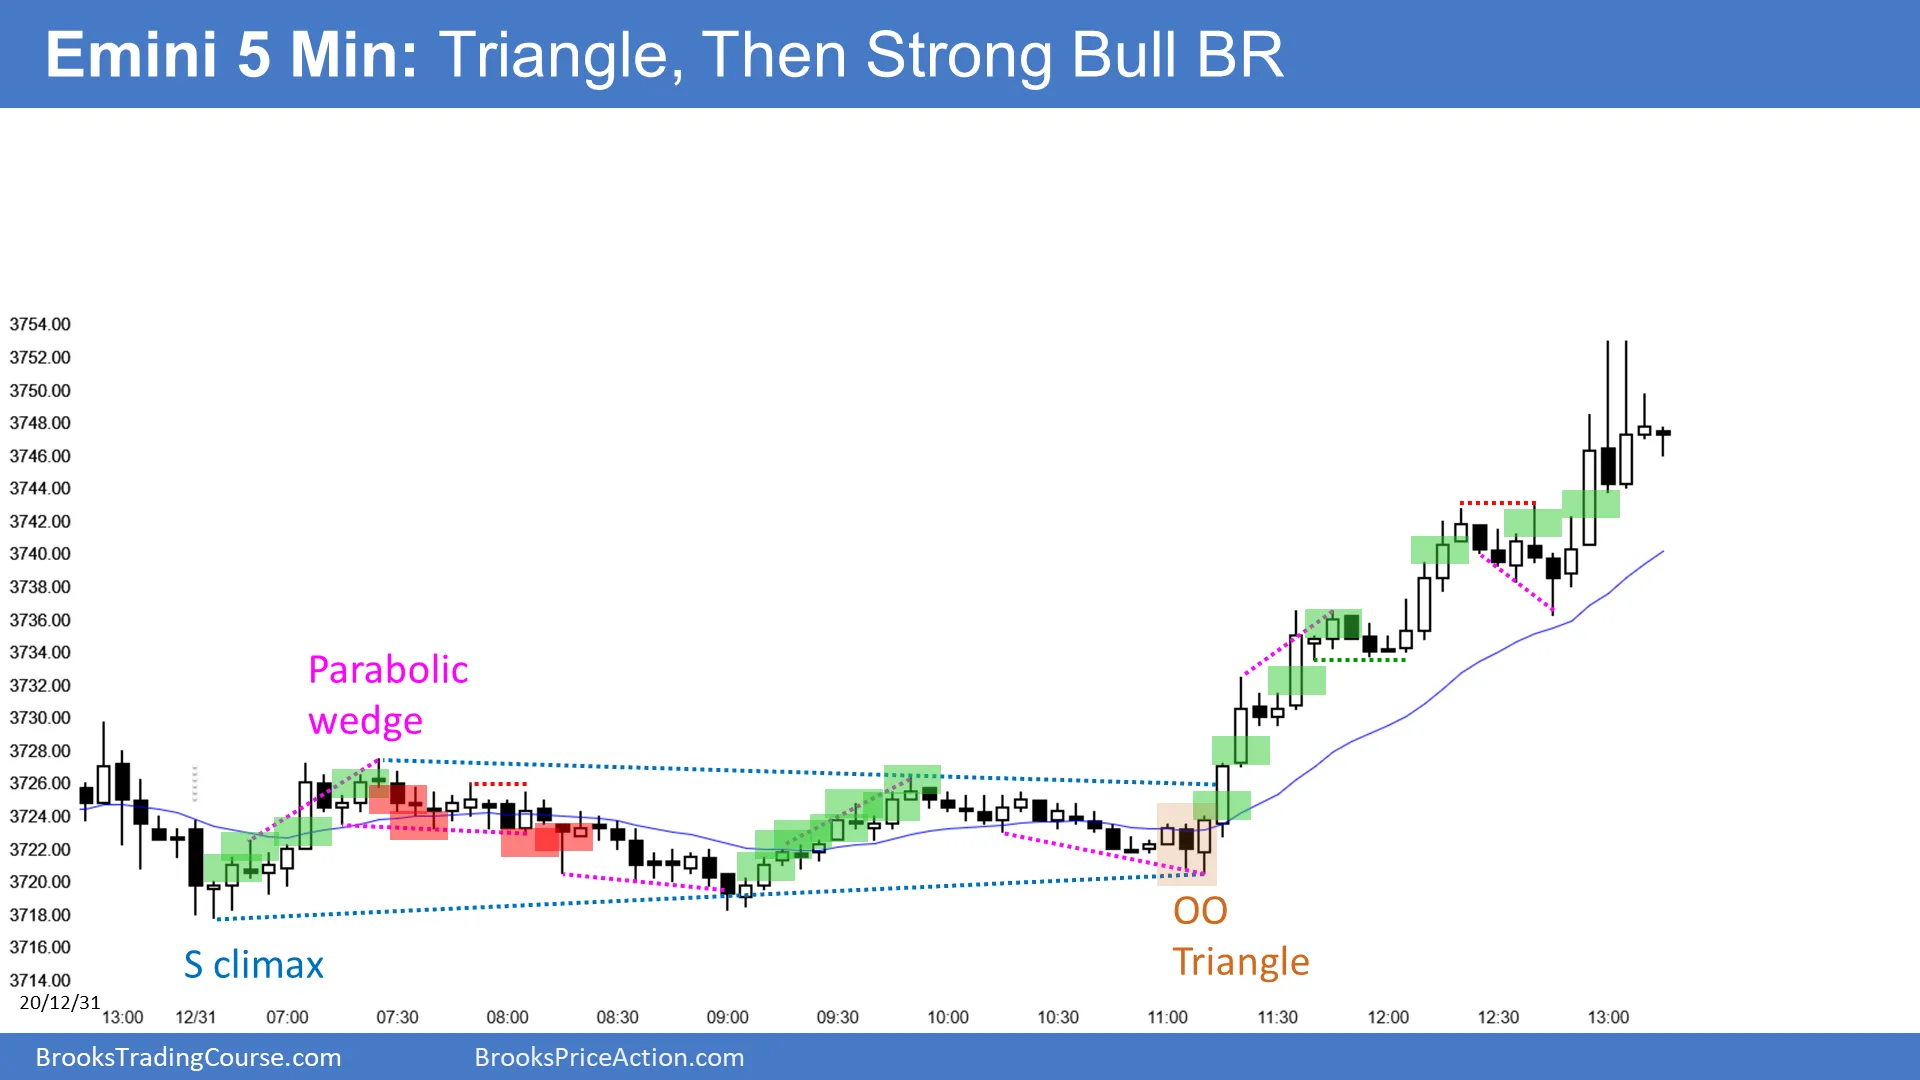 Emini 5 Min: Triangle, Then Strong Bull BR
3754.00
3752.00
3750.00
3748.00
3746.00
3744.00
3742.00
3740.00
3738.00
3736.00
3734.00
3732.00
3730.00
3728.00
3726.00
3724.00
3722.00
3720.00
3718.00
3716.00
3714.00
Parabolic
wedge
S climax
OO
Triangle
20/12/31
13:00 12/31 07:00 07:30 08:00 08:30 09:00 09:30 10:00 10:30 11:00 11:30 12:00 12:30 13:00
BrooksTradingCourse.com BrooksPriceAction.com